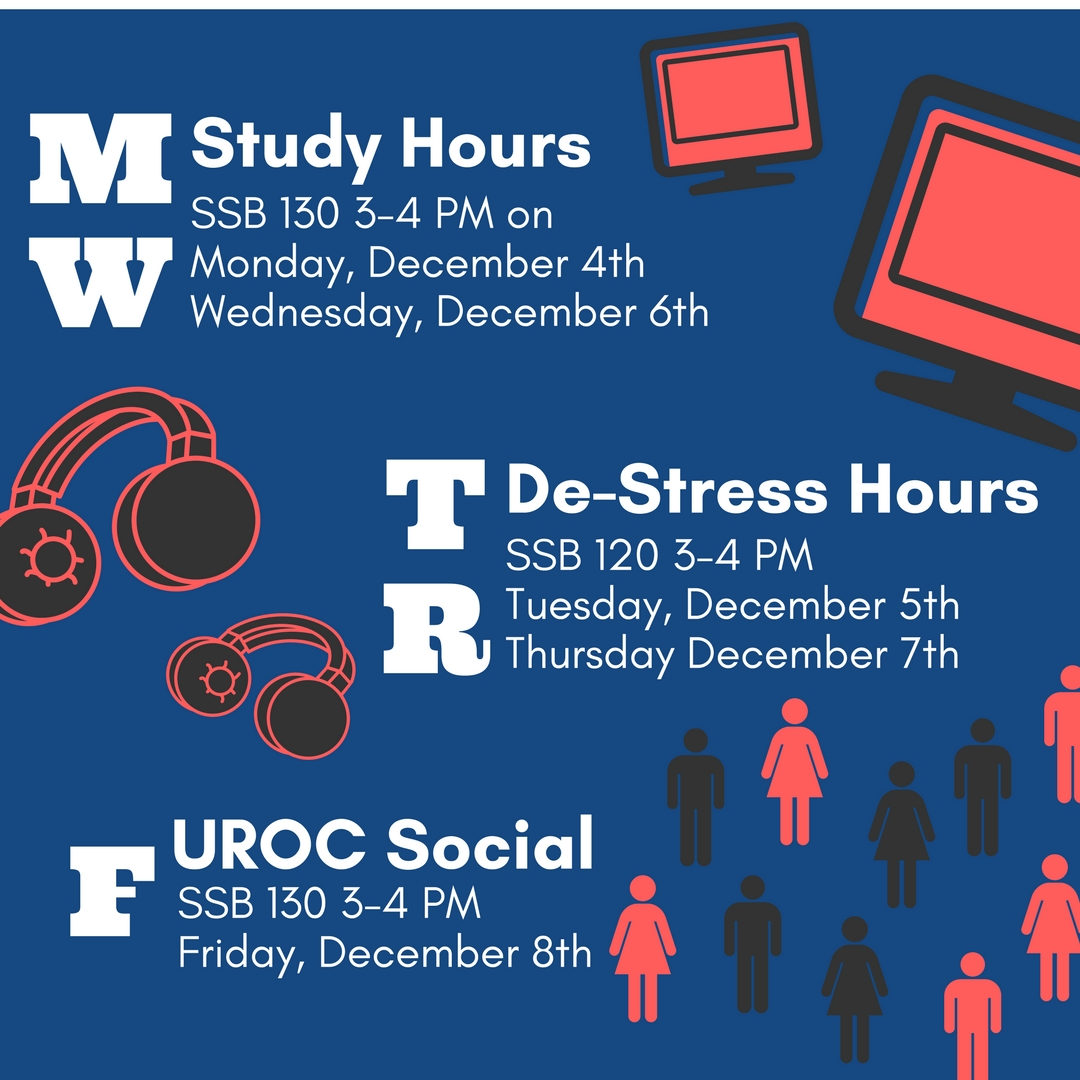 M
W
Study Hours
SSB 130 3-4 PM on
Monday, December 4th
Wednesday, December 6th
T
R
De-Stress Hours
SSB 120 3-4 PM
Tuesday, December 5th
Thursday December 7th
F
UROC Social
SSB 130 3-4 PM
Friday, December 8th